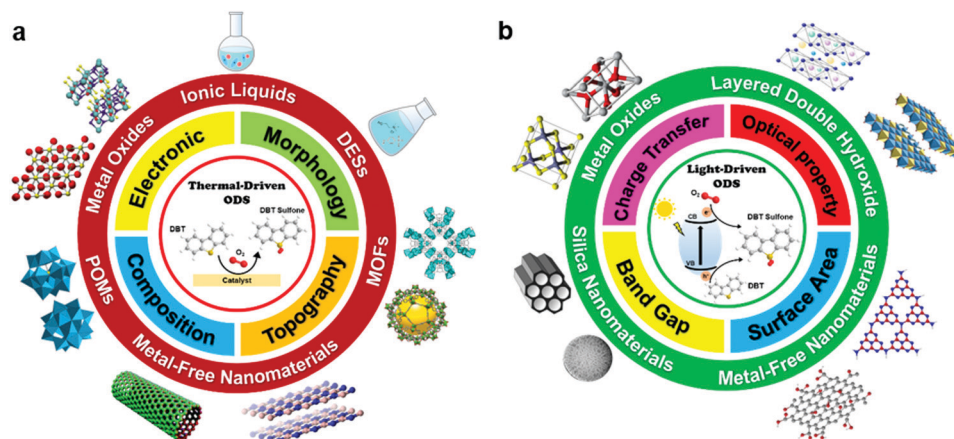 a
Ionic Liquids
DESs
MOFs
Metal-Free Nanomaterials
POMs
Metal Oxides
Electronic
Morphology
Topography
Composition
Thermal-Driven
ODS
DBT Sulfone
DBT
O₂
Catalyst
b
Metal Oxides
Layered Double Hydroxide
Metal-Free Nanomaterials
Silica Nanomaterials
Charge Transfer
Optical property
Surface Area
Band Gap
Light-Driven
ODS
O₂
CB
e⁻
DBT Sulfone
VB
h⁺
DBT